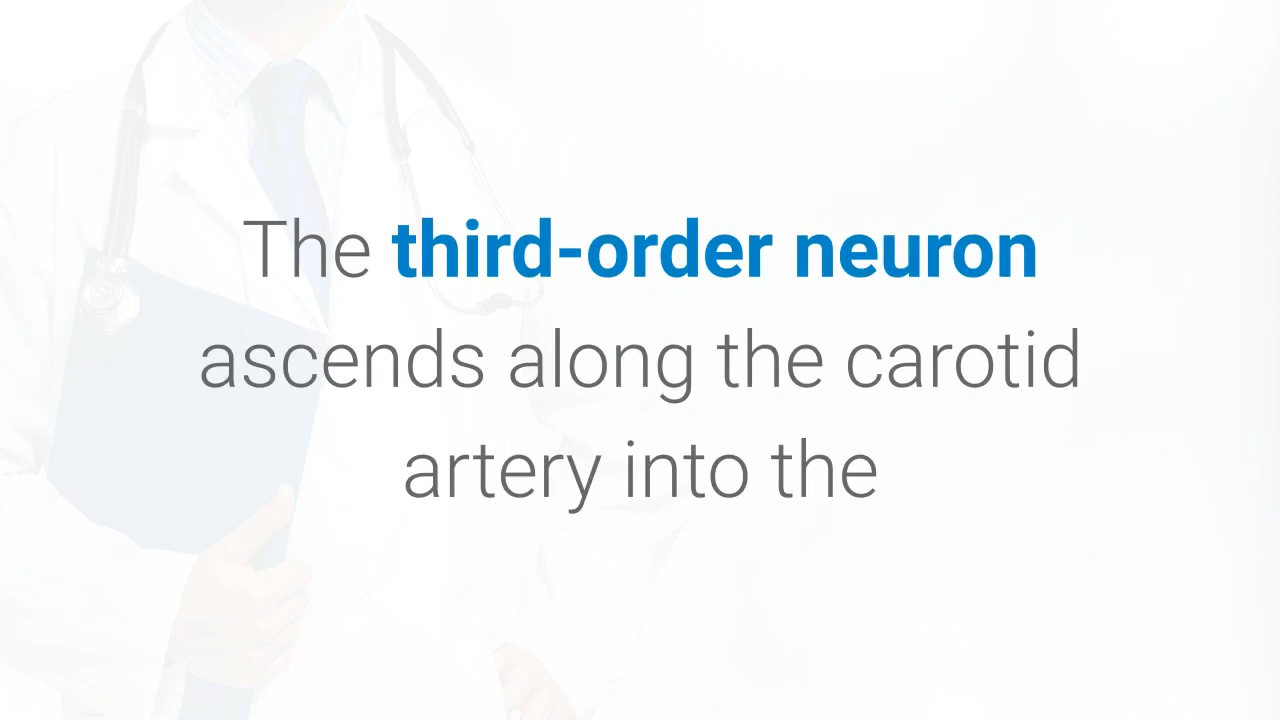 The third-order neuron
ascends along the carotid
artery into the